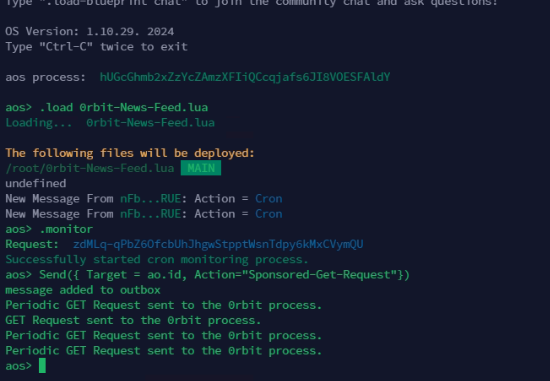 Type ".load-blueprint chat" to join the community chat and ask questions!
OS Version: 1.10.29. 2024
Type "Ctrl-C" twice to exit
aos process: hUGcGhmb2xZzYcZAmzXFIiQCcqjafs6JI8VOESFAldY
aos> .load 0rbit-News-Feed.lua
Loading... 0rbit-News-Feed.lua
The following files will be deployed:
/root/0rbit-News-Feed.lua MAIN
undefined
New Message From nFb...RUE: Action = Cron
New Message From nFb...RUE: Action = Cron
aos> .monitor
Request: zdMLq-qPbZ6OfcbUhJhgwStpptWsnTdpy6kMxCVymQU
Successfully started cron monitoring process.
aos> Send({ Target = ao.id, Action="Sponsored-Get-Request"})
message added to outbox
Periodic GET Request sent to the 0rbit process.
GET Request sent to the 0rbit process.
Periodic GET Request sent to the 0rbit process.
Periodic GET Request sent to the 0rbit process.
aos>